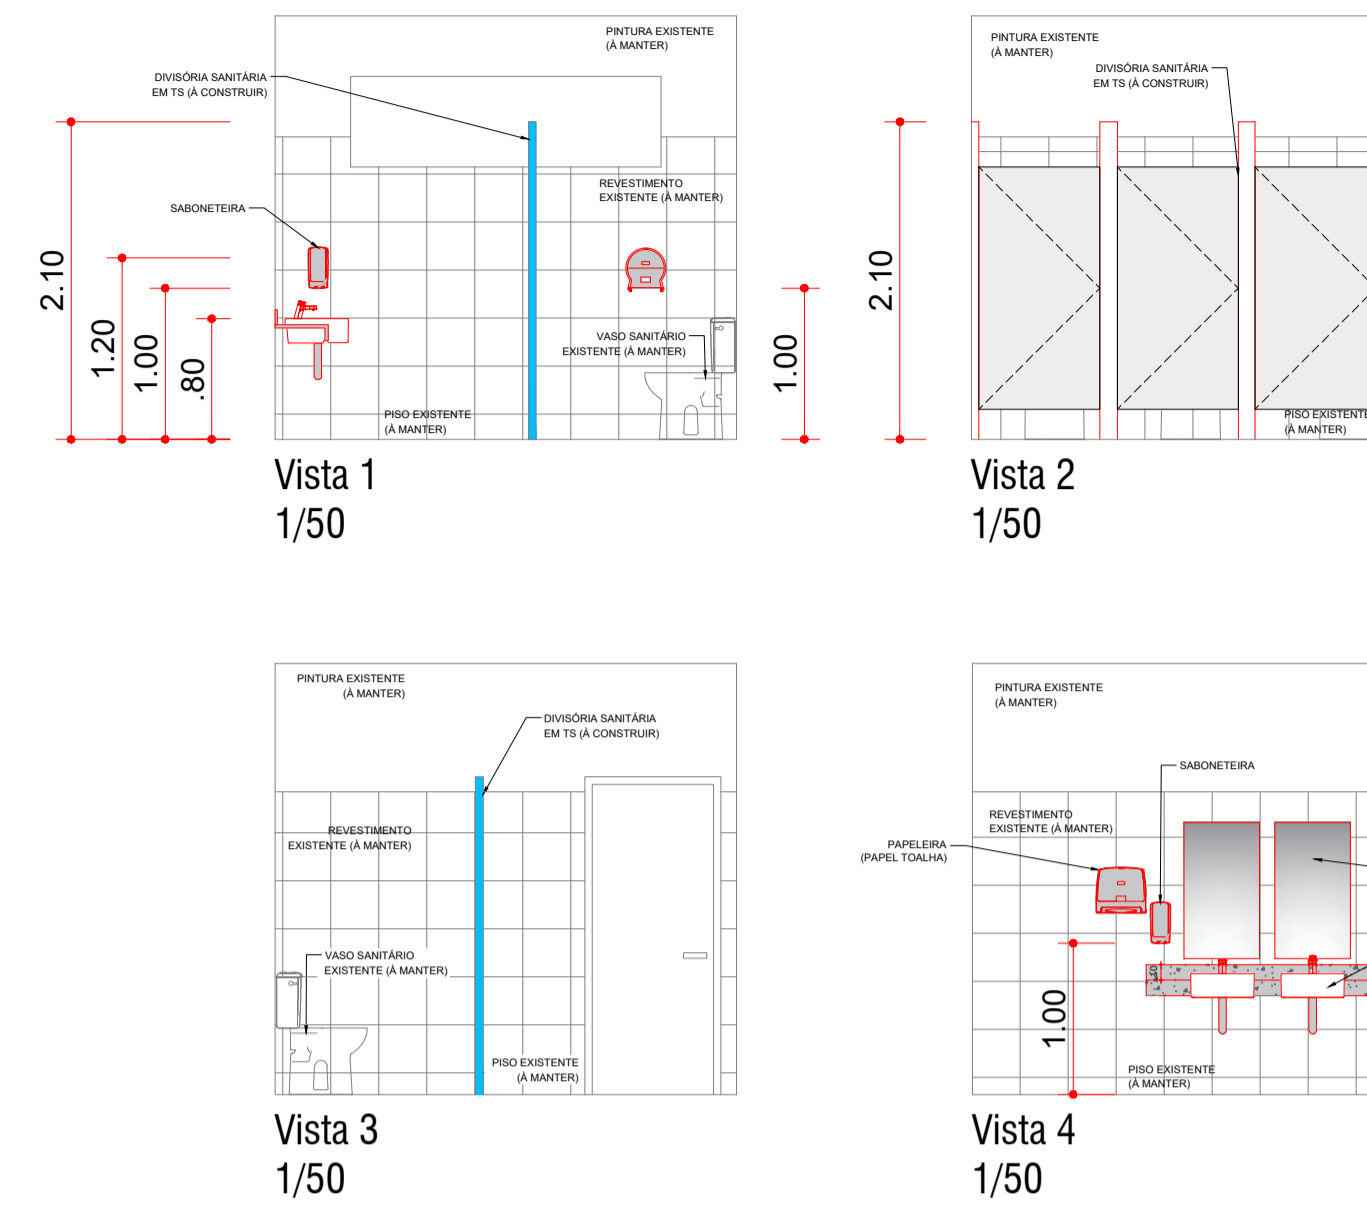 PINTURA EXISTENTE
(À MANTER)
DIVISÓRIA SANITÁRIA
EM TS (À CONSTRUIR)
REVESTIMENTO
EXISTENTE (À MANTER)
SABONETEIRA
VASO SANITÁRIO
EXISTENTE (À MANTER)
PISO EXISTENTE
(À MANTER)
2.10
1.20
1.00
.80
1.00
Vista 1
1/50
PINTURA EXISTENTE
(À MANTER)
DIVISÓRIA SANITÁRIA
EM TS (À CONSTRUIR)
2.10
PISO EXISTENTE
(À MANTER)
Vista 2
1/50
PINTURA EXISTENTE
(À MANTER)
DIVISÓRIA SANITÁRIA
EM TS (À CONSTRUIR)
REVESTIMENTO
EXISTENTE (À MANTER)
VASO SANITÁRIO
EXISTENTE (À MANTER)
PISO EXISTENTE
(À MANTER)
Vista 3
1/50
PINTURA EXISTENTE
(À MANTER)
SABONETEIRA
REVESTIMENTO
EXISTENTE (À MANTER)
PAPELEIRA
(PAPEL TOALHA)
1.00
PISO EXISTENTE
(À MANTER)
Vista 4
1/50